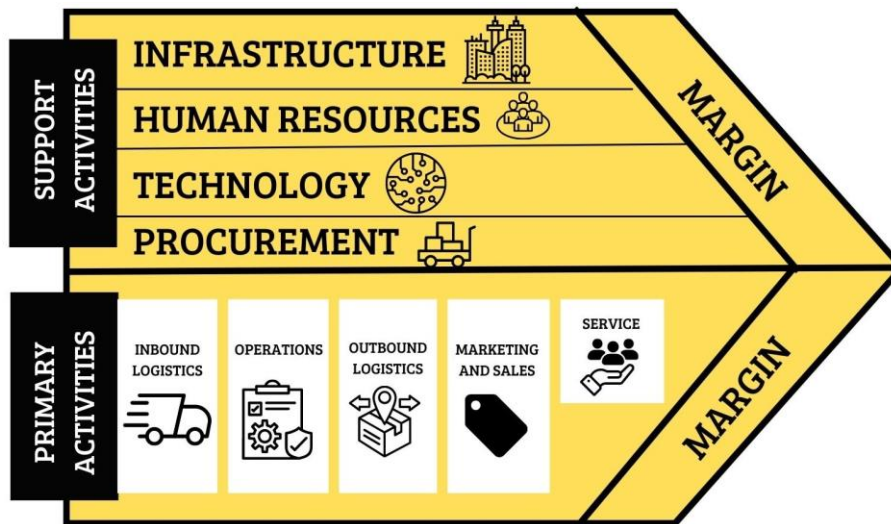 SUPPORT
ACTIVITIES
INFRASTRUCTURE
HUMAN RESOURCES
TECHNOLOGY
PROCUREMENT
MARGIN
PRIMARY
ACTIVITIES
INBOUND
LOGISTICS
OPERATIONS
OUTBOUND
LOGISTICS
MARKETING
AND SALES
SERVICE
MARGIN